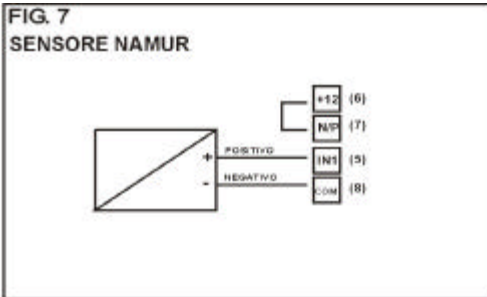 FIG. 7
SENSORE NAMUR
+12 (6)
N/P (7)
+ POSITIVO IN1 (5)
- NEGATIVO COM (8)